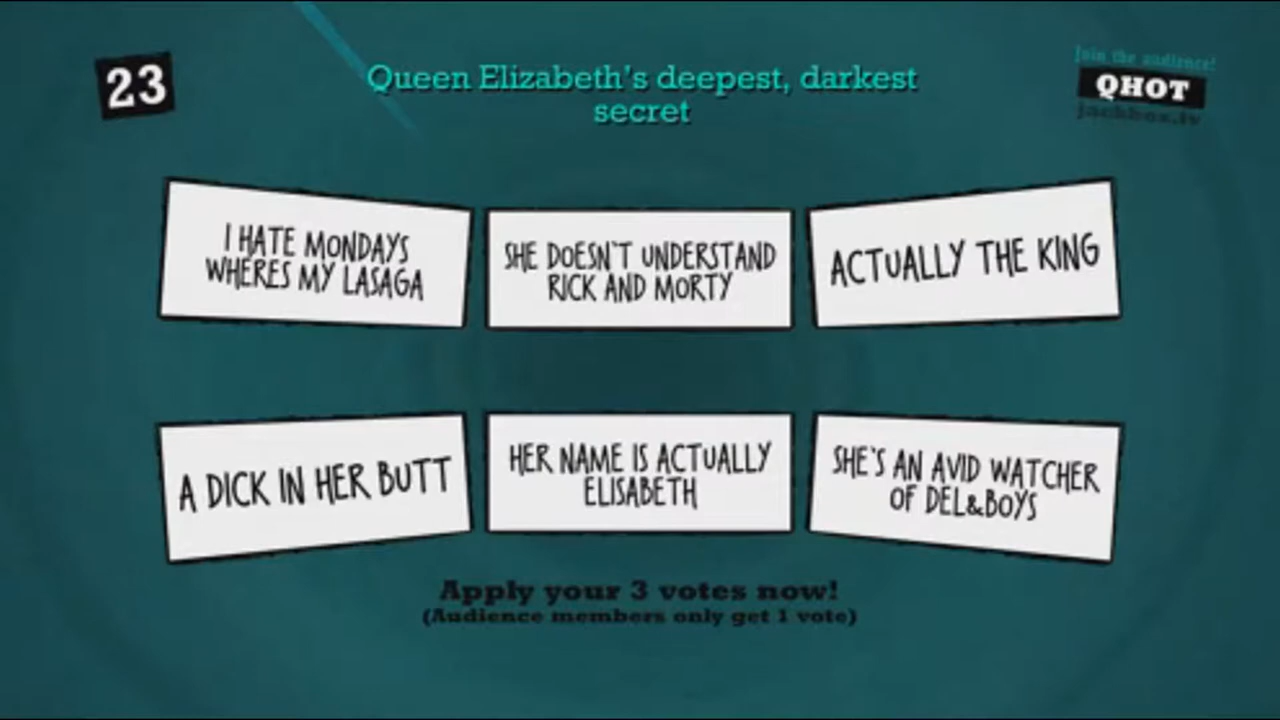 23
Queen Elizabeth's deepest, darkest
secret
Join the audience!
QHOT
jackbox.tv
I HATE MONDAYS
WHERES MY LASAGA
SHE DOESN'T UNDERSTAND
RICK AND MORTY
ACTUALLY THE KING
A DICK IN HER BUTT
HER NAME IS ACTUALLY
ELISABETH
SHE'S AN AVID WATCHER
OF DEL&BOYS
Apply your 3 votes now!
(Audience members only get 1 vote)